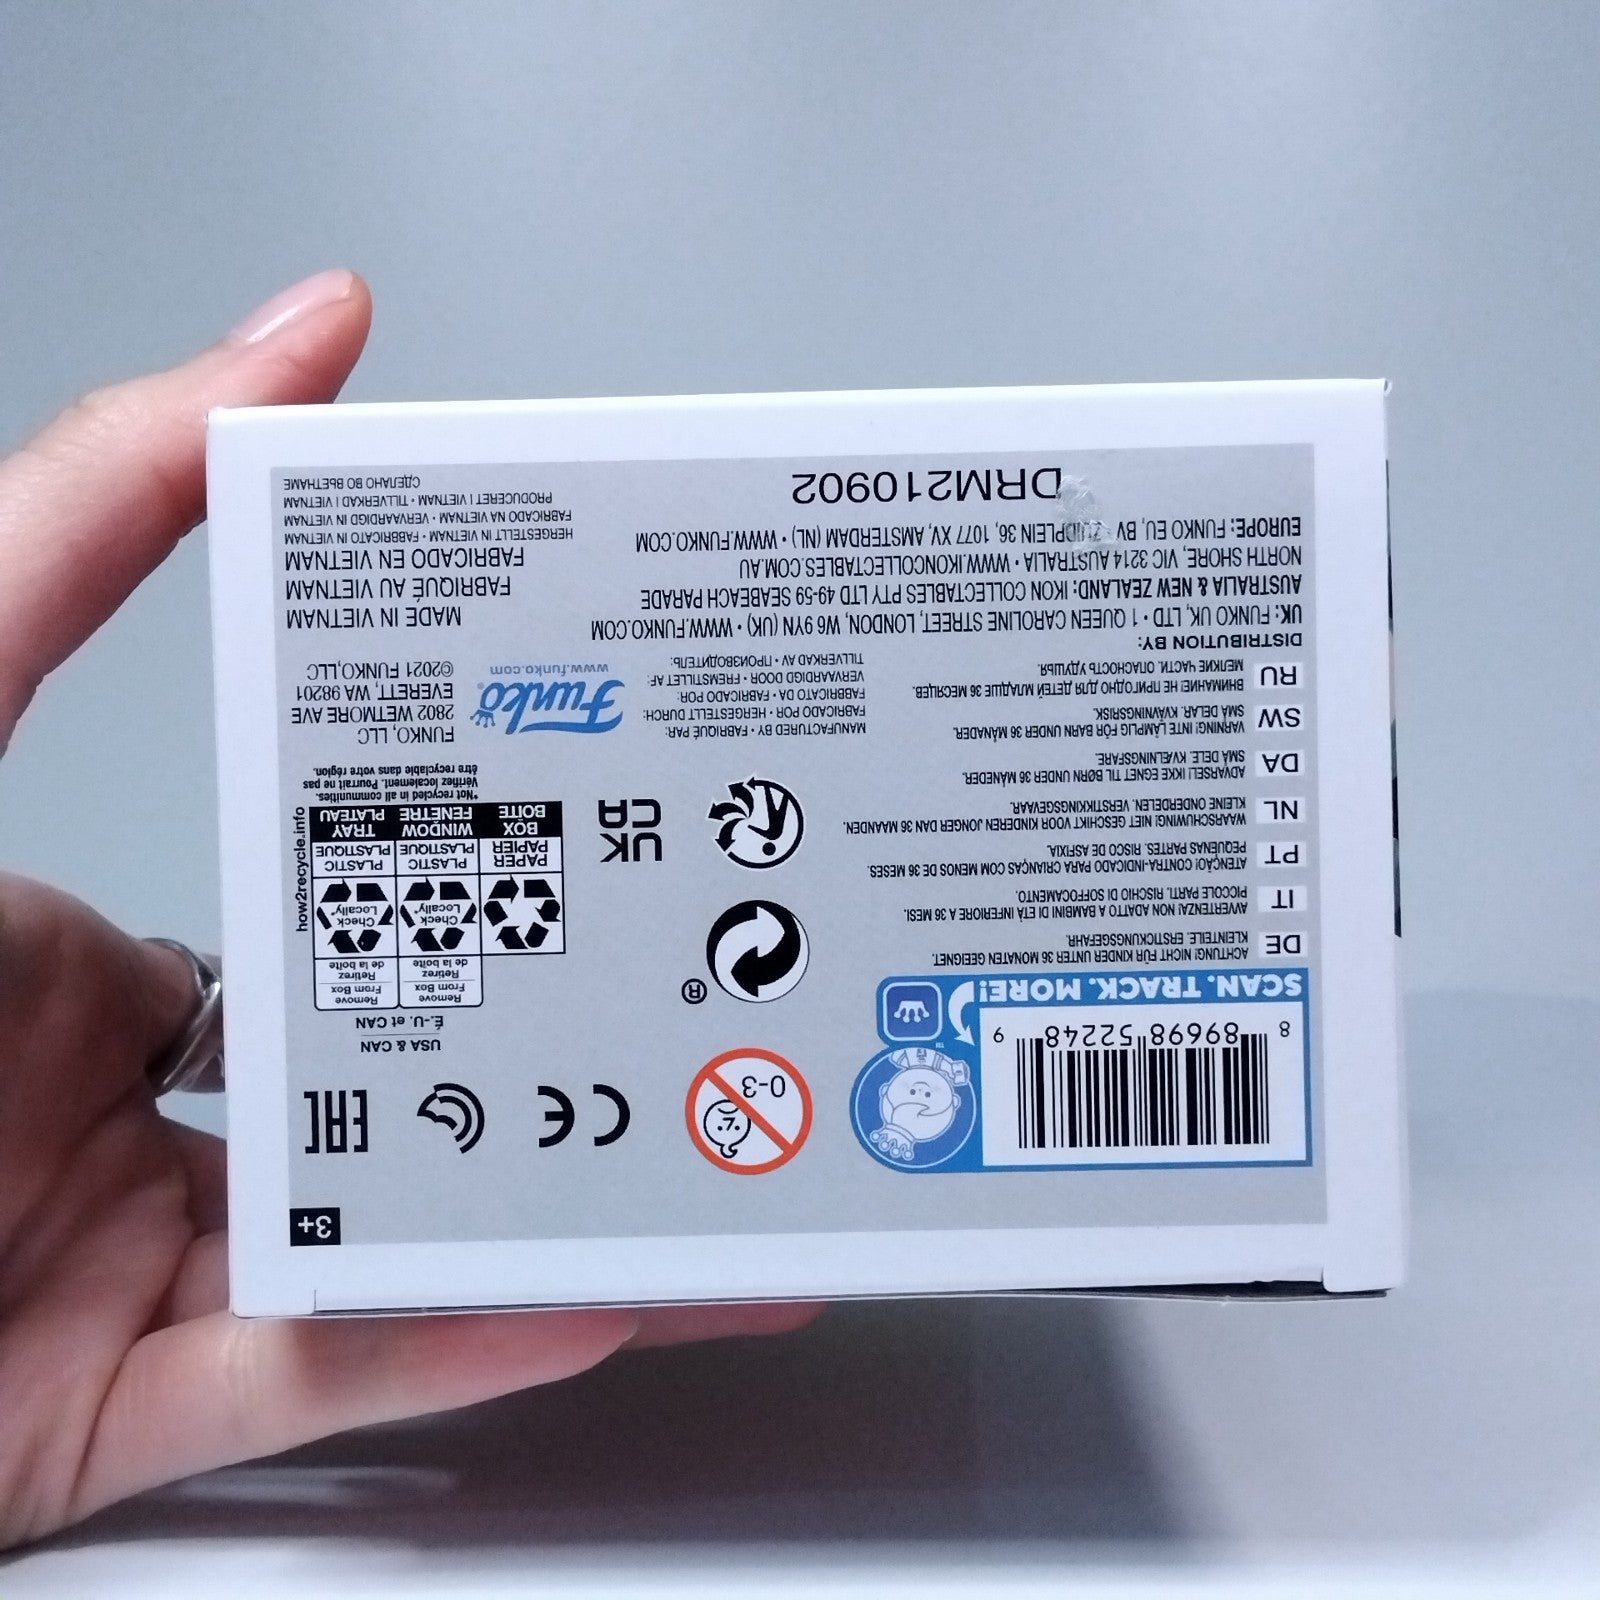 3+
8 89698 52248 9
SCAN. TRACK. MORE!
™
0-3
CE
EAC
USA & CAN
É.-U. et CAN
Remove
From Box
Retirez
de la boîte
Remove
From Box
Retirez
de la boîte
Check
Locally*
Check
Locally*
PAPER
PAPIER
BOX
BOÎTE
PLASTIC
PLASTIQUE
WINDOW
FENÊTRE
PLASTIC
PLASTIQUE
TRAY
PLATEAU
how2recycle.info
*Not recycled in all communities.
Vérifiez localement. Pourrait ne pas
être recyclable dans votre région.
®
UK
CA
DE
ACHTUNG! NICHT FÜR KINDER UNTER 36 MONATEN GEEIGNET.
KLEINTEILE. ERSTICKUNGSGEFAHR.
IT
AVVERTENZA! NON ADATTO A BAMBINI DI ETÀ INFERIORE A 36 MESI.
PICCOLE PARTI. RISCHIO DI SOFFOCAMENTO.
PT
ATENÇÃO! CONTRA-INDICADO PARA CRIANÇAS COM MENOS DE 36 MESES.
PEQUENAS PARTES. RISCO DE ASFIXIA.
NL
WAARSCHUWING! NIET GESCHIKT VOOR KINDEREN JONGER DAN 36 MAANDEN.
KLEINE ONDERDELEN. VERSTIKKINGSGEVAAR.
DA
ADVARSEL! IKKE EGNET TIL BØRN UNDER 36 MÅNEDER.
SMÅ DELE. KVÆLNINGSFARE.
SW
VARNING! INTE LÄMPLIG FÖR BARN UNDER 36 MÅNADER.
SMÅ DELAR. KVÄVNINGSRISK.
RU
ВНИМАНИЕ! НЕ ПРИГОДНО ДЛЯ ДЕТЕЙ МЛАДШЕ 36 МЕСЯЦЕВ.
МЕЛКИЕ ЧАСТИ. ОПАСНОСТЬ УДУШЬЯ.
MANUFACTURED BY • FABRIQUÉ PAR:
FABRICADO POR • HERGESTELLT DURCH:
FABRICATO DA • FABRICADO POR:
VERVAARDIGD DOOR • FREMSTILLET AF:
TILLVERKAD AV • ПРОИЗВОДИТЕЛЬ:
Funko®
www.funko.com
FUNKO, LLC
2802 WETMORE AVE
EVERETT, WA 98201
©2021 FUNKO,LLC
DISTRIBUTION BY:
UK: FUNKO UK, LTD • 1 QUEEN CAROLINE STREET, LONDON, W6 9YN (UK) • WWW.FUNKO.COM
AUSTRALIA & NEW ZEALAND: IKON COLLECTABLES PTY LTD 49-59 SEABEACH PARADE
NORTH SHORE, VIC 3214 AUSTRALIA • WWW.IKONCOLLECTABLES.COM.AU
EUROPE: FUNKO EU, BV • ZUIDPLEIN 36, 1077 XV, AMSTERDAM (NL) • WWW.FUNKO.COM
MADE IN VIETNAM
FABRIQUÉ AU VIETNAM
FABRICADO EN VIETNAM
HERGESTELLT IN VIETNAM • FABBRICATO IN VIETNAM
FABRICADO NA VIETNAM • VERVAARDIGD IN VIETNAM
PRODUCERET I VIETNAM • TILLVERKAD I VIETNAM
СДЕЛАНО ВО ВЬЕТНАМЕ
DRM210902